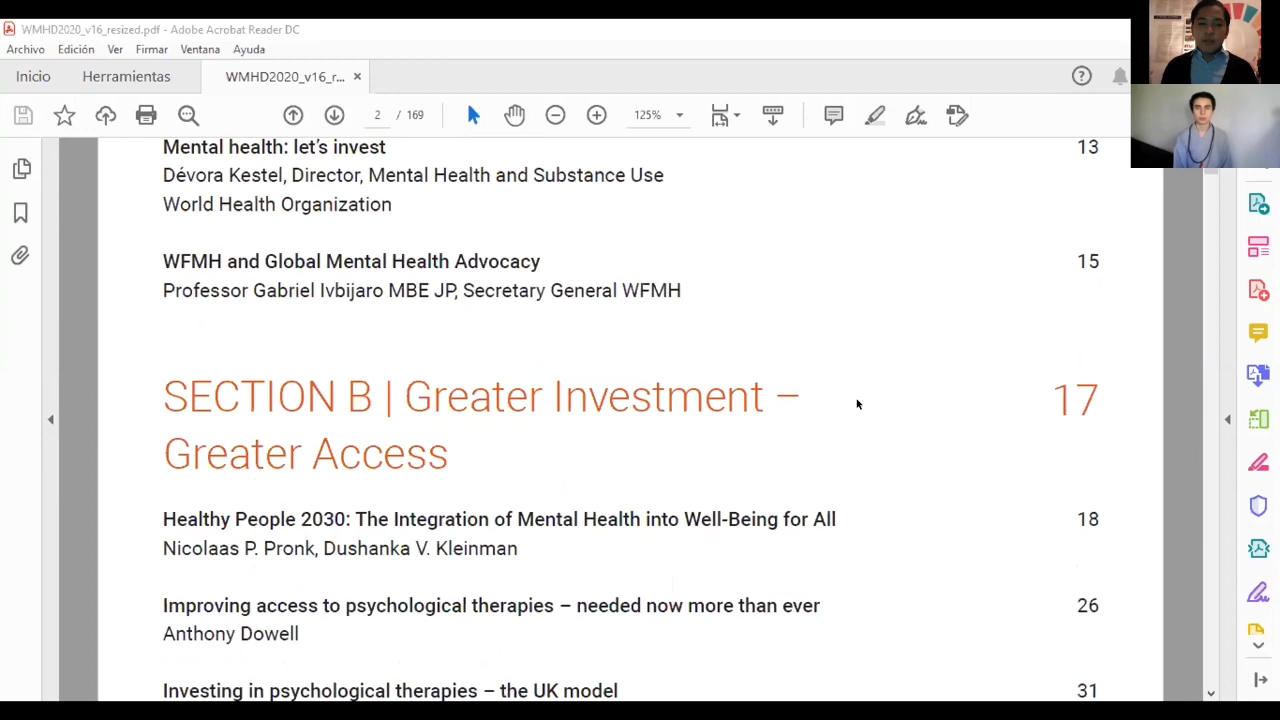 WMHD2020_v16_resized.pdf - Adobe Acrobat Reader DC
Archivo Edición Ver Firmar Ventana Ayuda
Inicio Herramientas WMHD2020_v16_r... ×
2 / 169 125%
Mental health: let's invest 13
Dévora Kestel, Director, Mental Health and Substance Use
World Health Organization
WFMH and Global Mental Health Advocacy 15
Professor Gabriel Ivbijaro MBE JP, Secretary General WFMH
SECTION B | Greater Investment – 17
Greater Access
Healthy People 2030: The Integration of Mental Health into Well-Being for All 18
Nicolaas P. Pronk, Dushanka V. Kleinman
Improving access to psychological therapies – needed now more than ever 26
Anthony Dowell
Investing in psychological therapies – the UK model 31